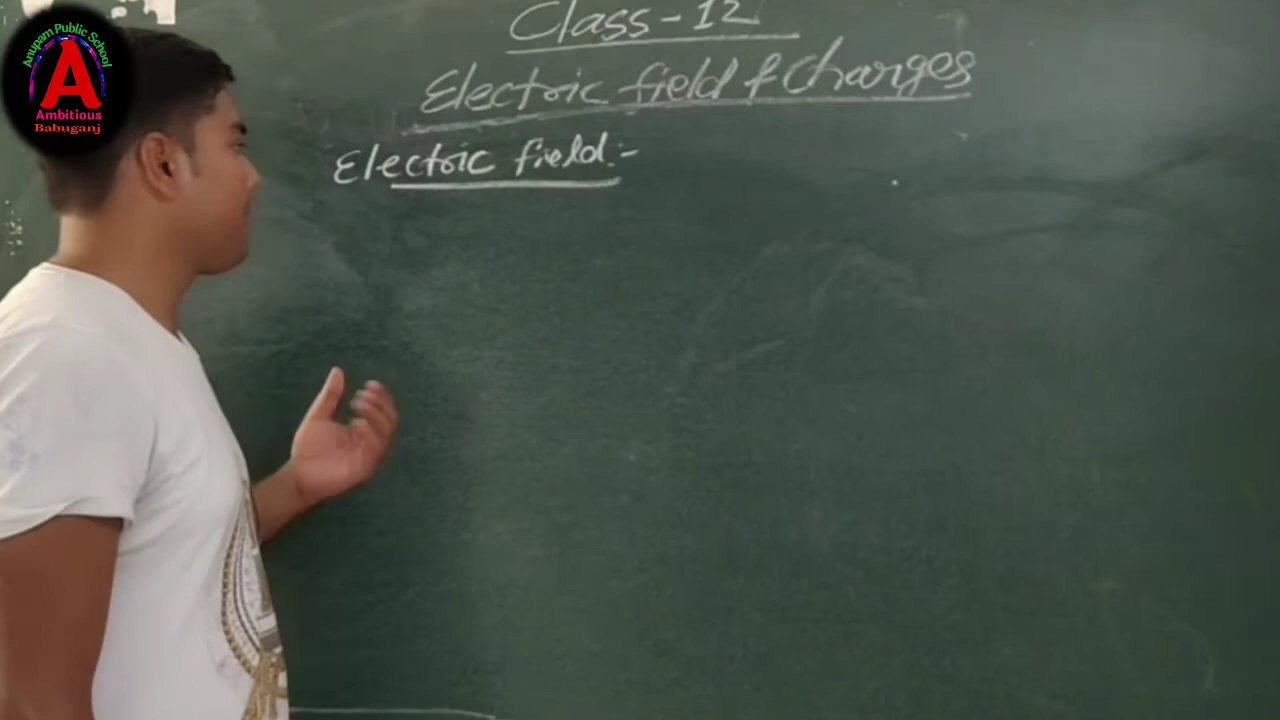 Anupam Public School
A
Ambitious
Babuganj
Class-12
Electric field & Charges
Electric field:-